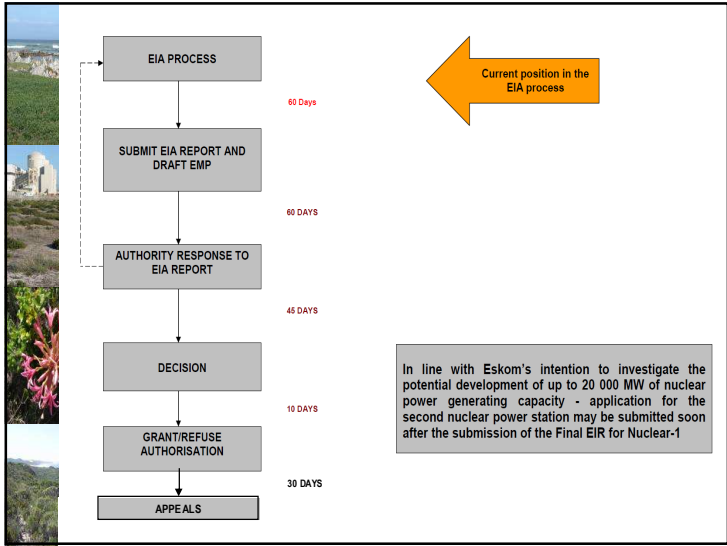 EIA PROCESS
Current position in the
EIA process
60 Days
SUBMIT EIA REPORT AND
DRAFT EMP
60 DAYS
AUTHORITY RESPONSE TO
EIA REPORT
45 DAYS
DECISION
In line with Eskom's intention to investigate the
potential development of up to 20 000 MW of nuclear
power generating capacity - application for the
second nuclear power station may be submitted soon
after the submission of the Final EIR for Nuclear-1
10 DAYS
GRANT/REFUSE
AUTHORISATION
30 DAYS
APPEALS